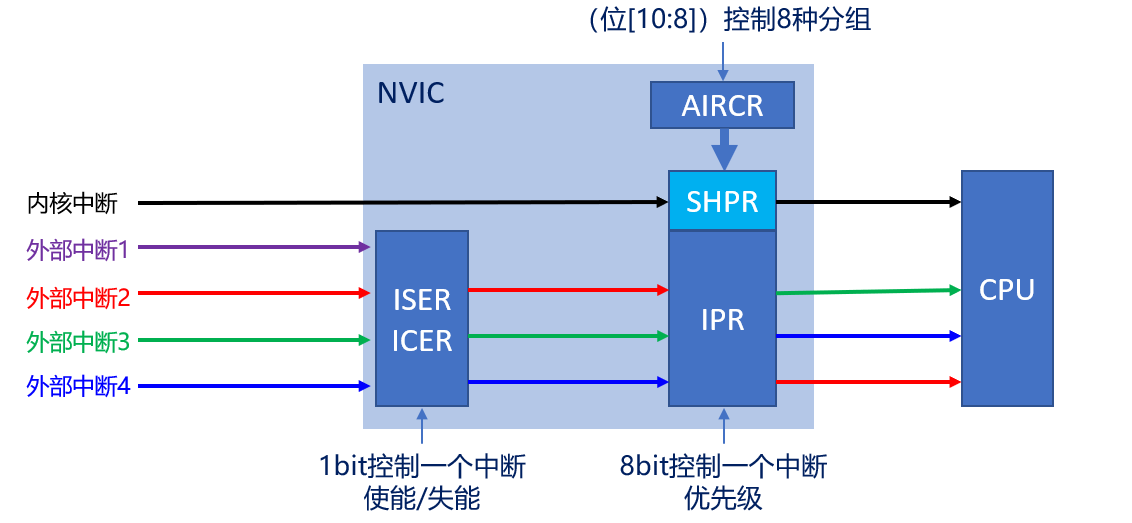 （位[10:8]）控制8种分组
NVIC
AIRCR
内核中断
SHPR
外部中断1
外部中断2
ISER
CPU
IPR
外部中断3
ICER
外部中断4
1bit控制一个中断
使能/失能
8bit控制一个中断
优先级